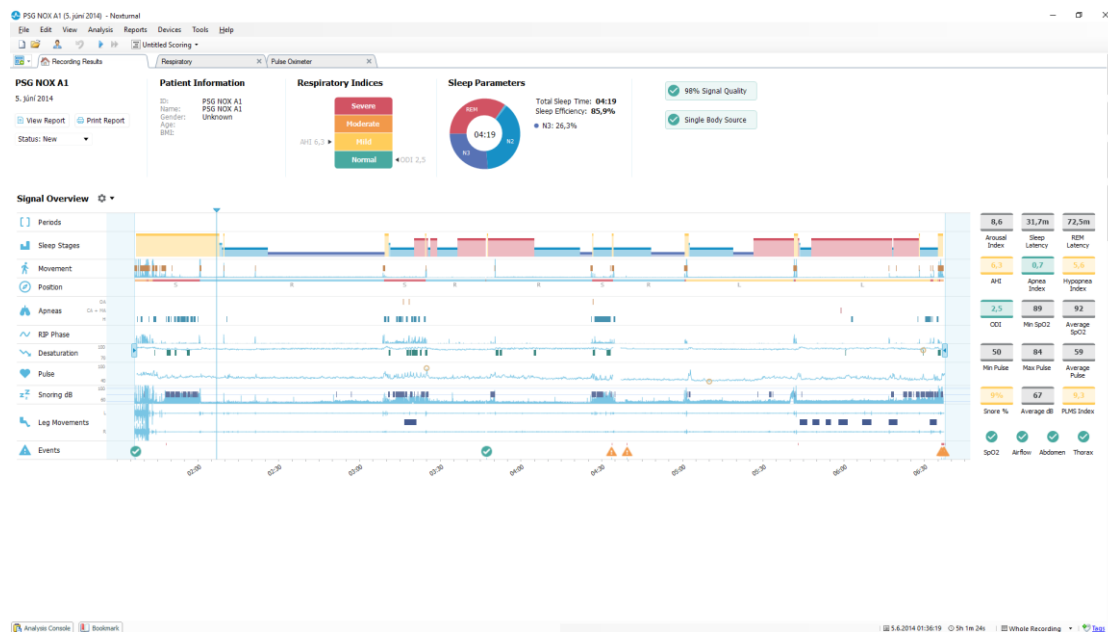 PSG NOX A1 (5. júní 2014) - Noxturnal
File Edit View Analysis Reports Devices Tools Help
Untitled Scoring
Recording Results Respiratory Pulse Oximeter
PSG NOX A1
5. júní 2014
View Report Print Report
Status: New
Patient Information
ID: PSG NOX A1
Name: PSG NOX A1
Gender: Unknown
Age:
BMI:
Respiratory Indices
Severe
Moderate
AHI 6,3 Mild
Normal ODI 2,5
Sleep Parameters
REM
04:19
N2
N3
Total Sleep Time: 04:19
Sleep Efficiency: 85,9%
N3: 26,3%
98% Signal Quality
Single Body Source
Signal Overview
Periods
Sleep Stages
Movement
Position
S R S R R S R L L
Apneas
RIP Phase
Desaturation
Pulse
Snoring dB
Leg Movements
L
R
Events
02:00 02:30 03:00 03:30 04:00 04:30 05:00 05:30 06:00 06:30
8,6 31,7m 72,5m
Arousal Index Sleep Latency REM Latency
6,3 0,7 5,6
AHI Apnea Index Hypopnea Index
2,5 89 92
ODI Min SpO2 Average SpO2
50 84 59
Min Pulse Max Pulse Average Pulse
9% 67 9,3
Snore % Average dB PLMS Index
SpO2 Airflow Abdomen Thorax
Analysis Console Bookmark
5.6.2014 01:36:19 5h 1m 24s Whole Recording Tags